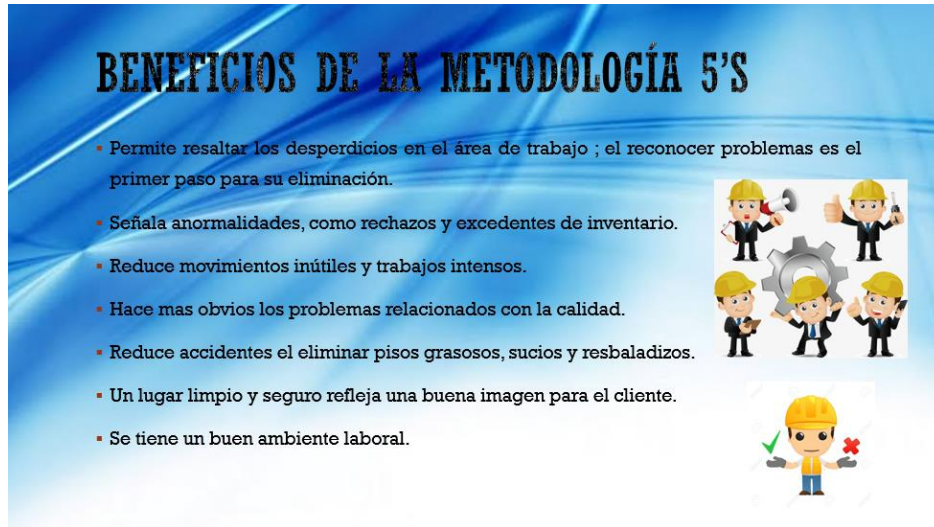 BENEFICIOS DE LA METODOLOGÍA 5'S
▪ Permite resaltar los desperdicios en el área de trabajo ; el reconocer problemas es el
primer paso para su eliminación.
▪ Señala anormalidades, como rechazos y excedentes de inventario.
▪ Reduce movimientos inútiles y trabajos intensos.
▪ Hace mas obvios los problemas relacionados con la calidad.
▪ Reduce accidentes el eliminar pisos grasosos, sucios y resbaladizos.
▪ Un lugar limpio y seguro refleja una buena imagen para el cliente.
▪ Se tiene un buen ambiente laboral.